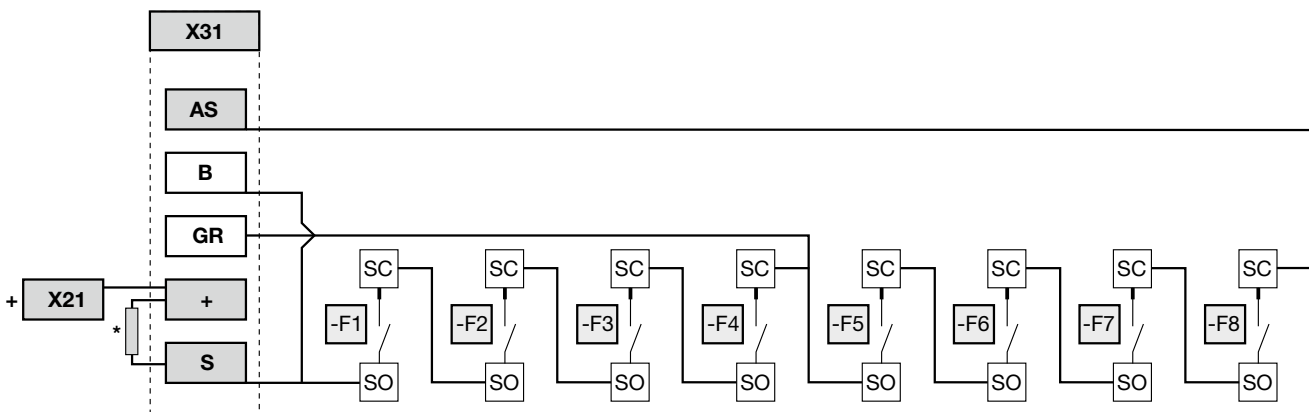 X31
AS
B
GR
+ X21
+
*
S
SC SC SC SC SC SC SC SC
-F1 -F2 -F3 -F4 -F5 -F6 -F7 -F8
SO SO SO SO SO SO SO SO